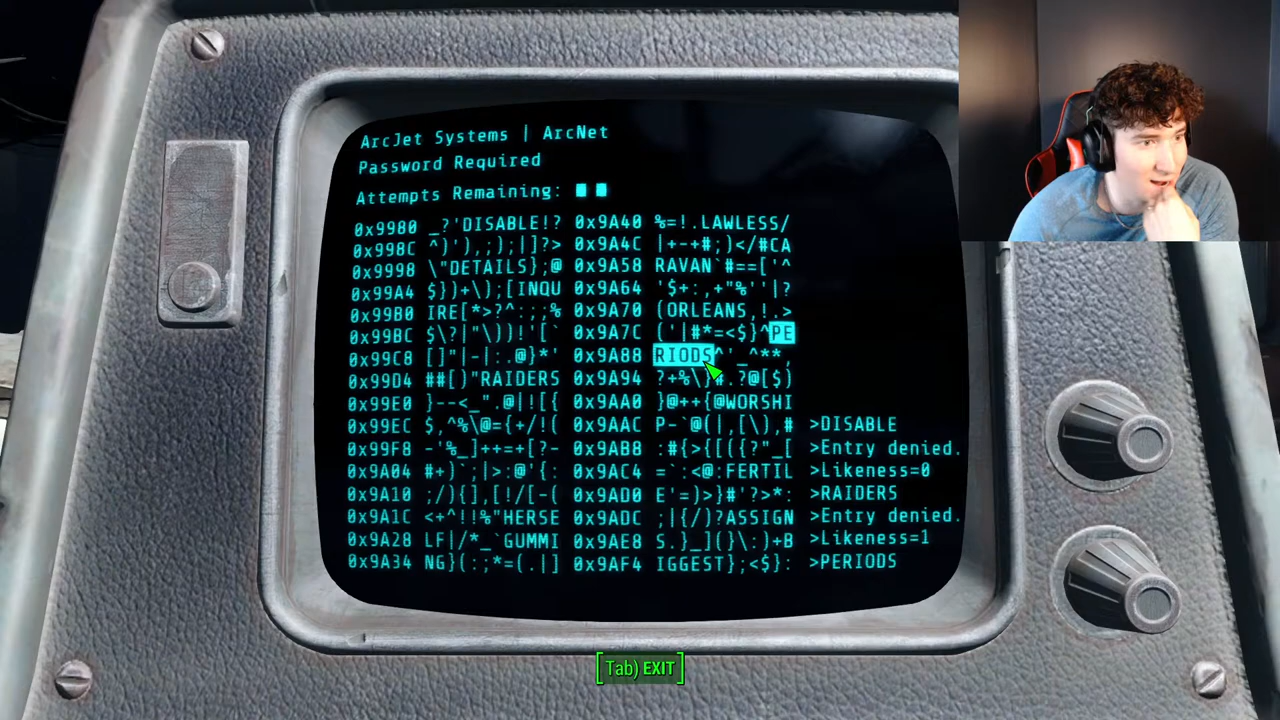 ArcJet Systems | ArcNet
Password Required
Attempts Remaining: ■ ■
0x9980 _?'DISABLE!? 0x9A40 %=!.LAWLESS/
0x998C ^)'),;);|]?> 0x9A4C |+-+#;)</#CA
0x9998 \"DETAILS};@ 0x9A58 RAVAN`#==['^
0x99A4 $})+\);;[INQU 0x9A64 '$+:,+"%''|?
0x99B0 IRE[*>?^:;;;% 0x9A70 (ORLEANS,!.>
0x99BC $\?|"\))!'[` 0x9A7C ('|#*=<$}^PE
0x99C8 []"|-|:.@}*' 0x9A88 RIODS^'_^**,
0x99D4 ##[)"RAIDERS 0x9A94 ?+%\}#.?@[$)
0x99E0 }--<_".@|![{ 0x9AA0 }@++{@WORSHI
0x99EC $,^%\@={+/!( 0x9AAC P-`@(|,[\),# >DISABLE
0x99F8 -'%_]++=+[?- 0x9AB8 :#{>{[({?"_[ >Entry denied.
0x9A04 #+)`;|>:@'{: 0x9AC4 =`:<@:FERTIL >Likeness=0
0x9A10 ;/){],[!/[-( 0x9AD0 E'=)>}#'?>*: >RAIDERS
0x9A1C <+^!!%"HERSE 0x9ADC ;|{/)?ASSIGN >Entry denied.
0x9A28 LF|/*_`GUMMI 0x9AE8 S.}_](}\:)+B >Likeness=1
0x9A34 NG}(:;*=(.|] 0x9AF4 IGGEST};<$}: >PERIODS
[Tab) EXIT]